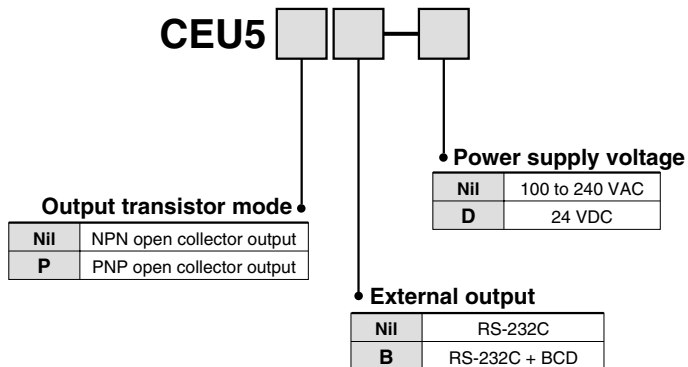 CEU5 –
Power supply voltage
Nil 100 to 240 VAC
D 24 VDC
Output transistor mode
Nil NPN open collector output
P PNP open collector output
External output
Nil RS-232C
B RS-232C + BCD